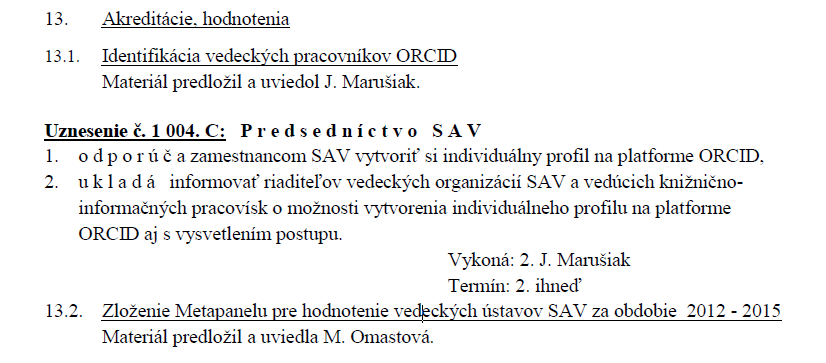 13. Akreditácie, hodnotenia
13.1. Identifikácia vedeckých pracovníkov ORCID
Materiál predložil a uviedol J. Marušiak.
Uznesenie č. 1 004. C: P r e d s e d n í c t v o S A V
1. o d p o r ú č a zamestnancom SAV vytvoriť si individuálny profil na platforme ORCID,
2. u k l a d á informovať riaditeľov vedeckých organizácií SAV a vedúcich knižnično-
informačných pracovísk o možnosti vytvorenia individuálneho profilu na platforme
ORCID aj s vysvetlením postupu.
Vykoná: 2. J. Marušiak
Termín: 2. ihneď
13.2. Zloženie Metapanelu pre hodnotenie vedeckých ústavov SAV za obdobie 2012 - 2015
Materiál predložil a uviedla M. Omastová.